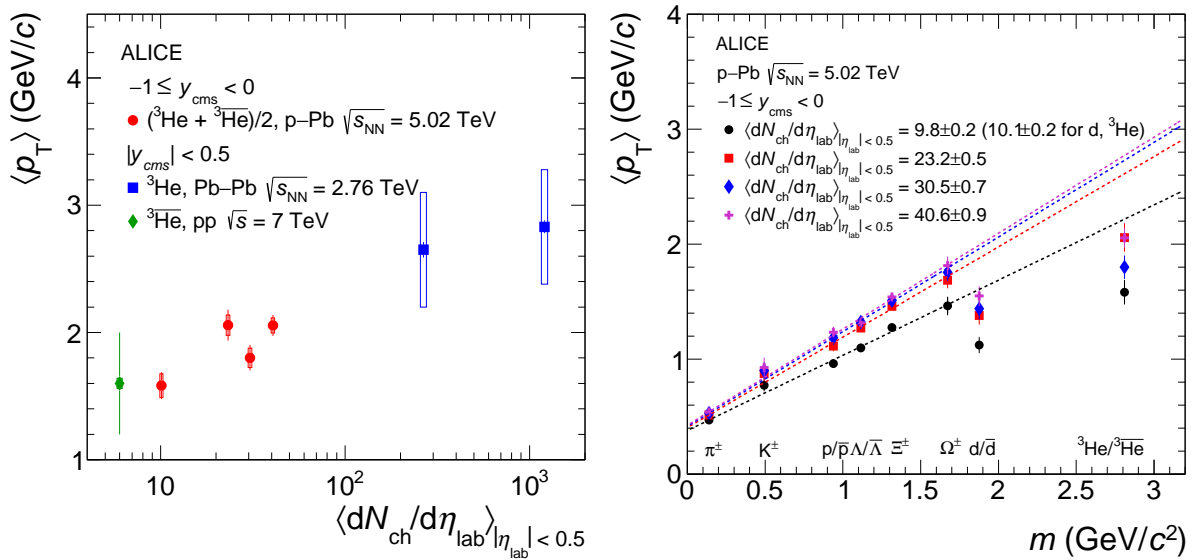 ALICE
−1≤ y_cms < 0
(³He + ³H̅e̅)/2, p−Pb √s_NN = 5.02 TeV
|y_cms| < 0.5
³He, Pb−Pb √s_NN = 2.76 TeV
³H̅e̅, pp √s = 7 TeV
⟨p_T⟩ (GeV/c)
4
3
2
1
10
10²
10³
⟨dN_ch/dη_lab⟩_|η_lab| < 0.5
ALICE
p−Pb √s_NN = 5.02 TeV
−1≤ y_cms < 0
⟨dN_ch/dη_lab⟩_|η_lab| < 0.5 = 9.8±0.2 (10.1±0.2 for d, ³He)
⟨dN_ch/dη_lab⟩_|η_lab| < 0.5 = 23.2±0.5
⟨dN_ch/dη_lab⟩_|η_lab| < 0.5 = 30.5±0.7
⟨dN_ch/dη_lab⟩_|η_lab| < 0.5 = 40.6±0.9
⟨p_T⟩ (GeV/c)
4
3
2
1
0
π± K± p/p̅ Λ/Λ̅ Ξ± Ω± d/d̅ ³He/³H̅e̅
0 0.5 1 1.5 2 2.5 3
m (GeV/c²)